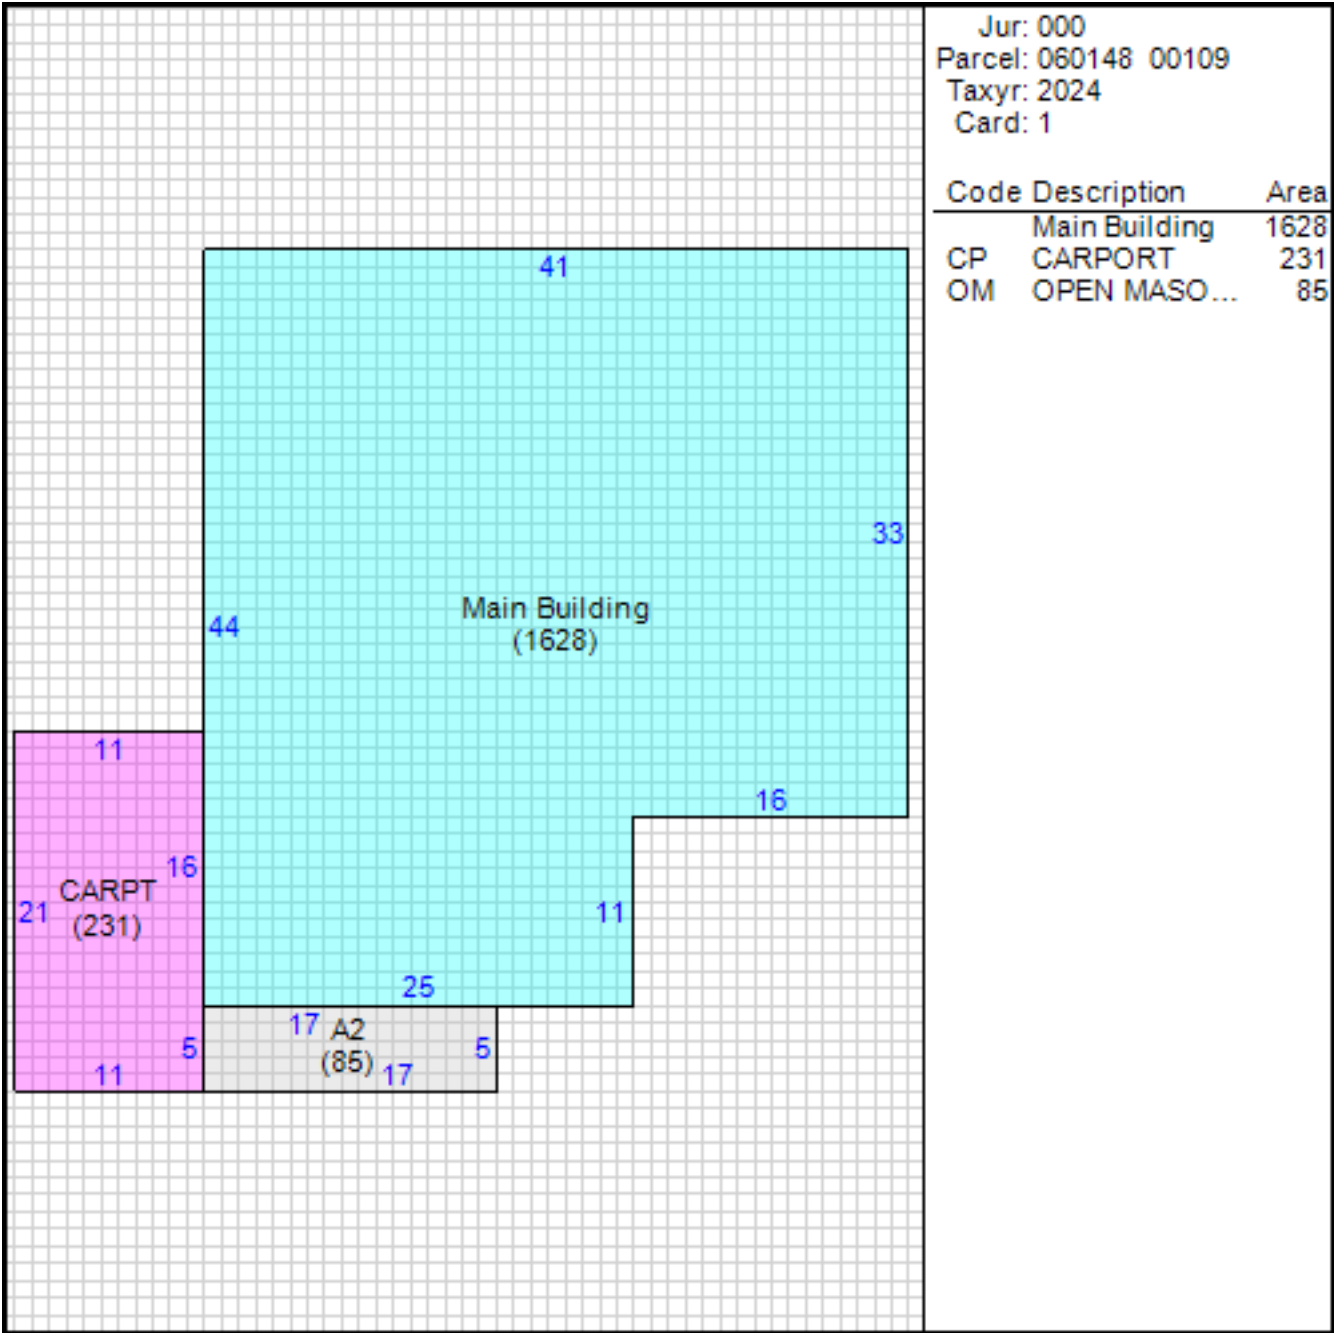 Jur: 000
Parcel: 060148 00109
Taxyr: 2024
Card: 1
Code Description Area
Main Building 1628
CP CARPORT 231
OM OPEN MASO... 85
41
33
44
Main Building
(1628)
11
16
16
CARPT
21
(231)
11
25
17
A2
5
5
(85)
11
17